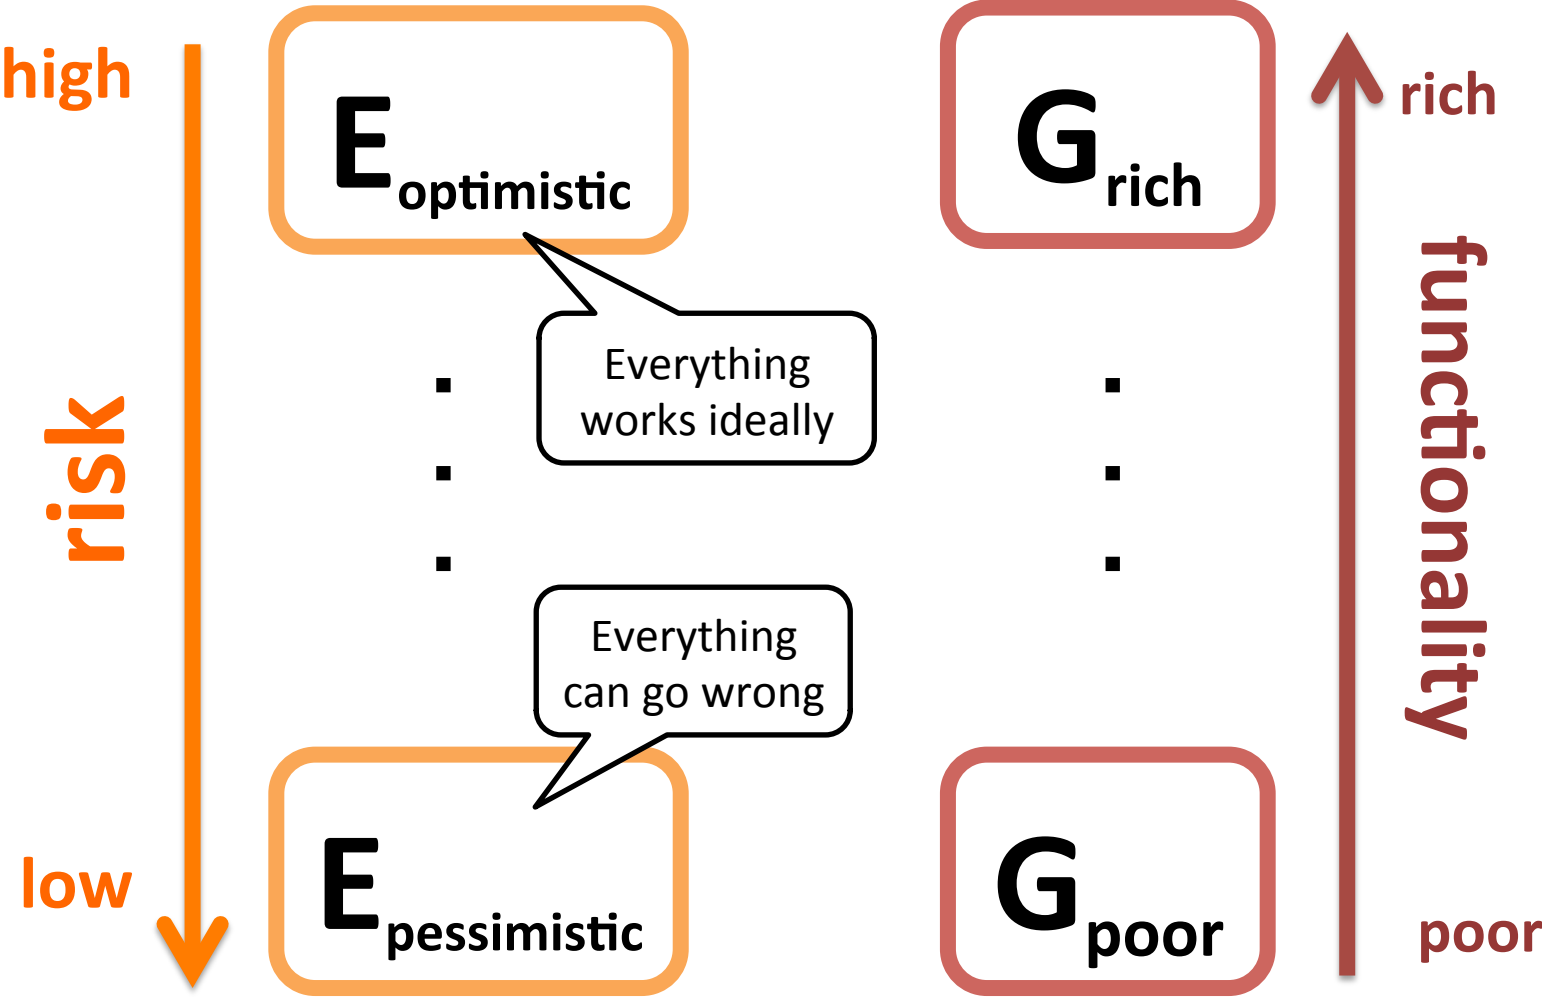 high
E optimistic
G rich
rich
Everything
works ideally
risk
functionality
Everything
can go wrong
low
E pessimistic
G poor
poor